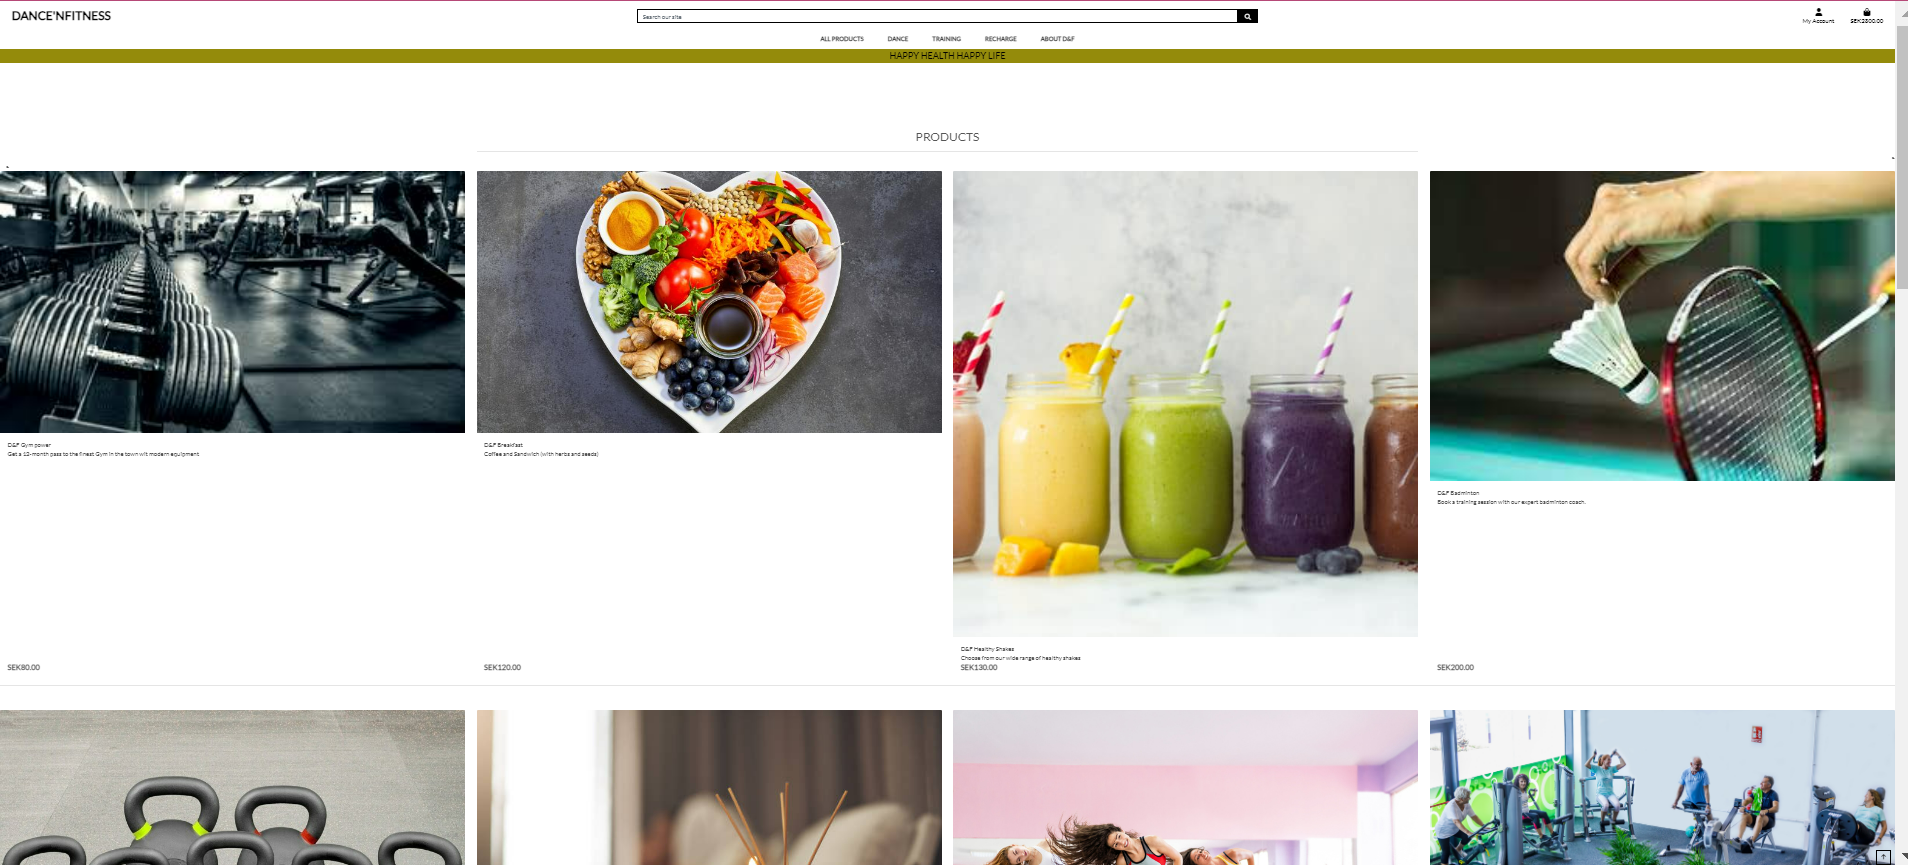 DANCE'NFITNESS
Search our site
My Account
SEK2800.00
ALL PRODUCTS DANCE TRAINING RECHARGE ABOUT D&F
HAPPY HEALTH HAPPY LIFE
PRODUCTS
D&F Gym power
Get a 12-month pass to the finest Gym in the town wit modern equipment
SEK80.00
D&F Breakfast
Coffee and Sandwich (with herbs and seeds)
SEK120.00
D&F Healthy Shakes
Choose from our wide range of healthy shakes
SEK130.00
D&F Badminton
Book a training session with our expert badminton coach.
SEK200.00